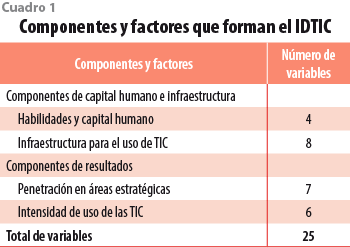 Cuadro 1
Componentes y factores que forman el IDTIC
Componentes y factores
Número de
variables
Componentes de capital humano e infraestructura
Habilidades y capital humano 4
Infraestructura para el uso de TIC 8
Componentes de resultados
Penetración en áreas estratégicas 7
Intensidad de uso de las TIC 6
Total de variables 25